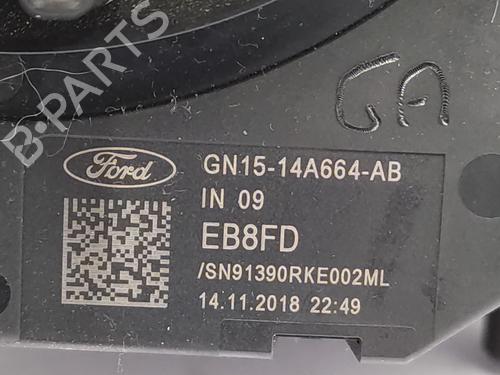 B-PARTS
GA
Ford
GN15-14A664-AB
IN 09
EB8FD
/SN91390RKE002ML
14.11.2018 22:49